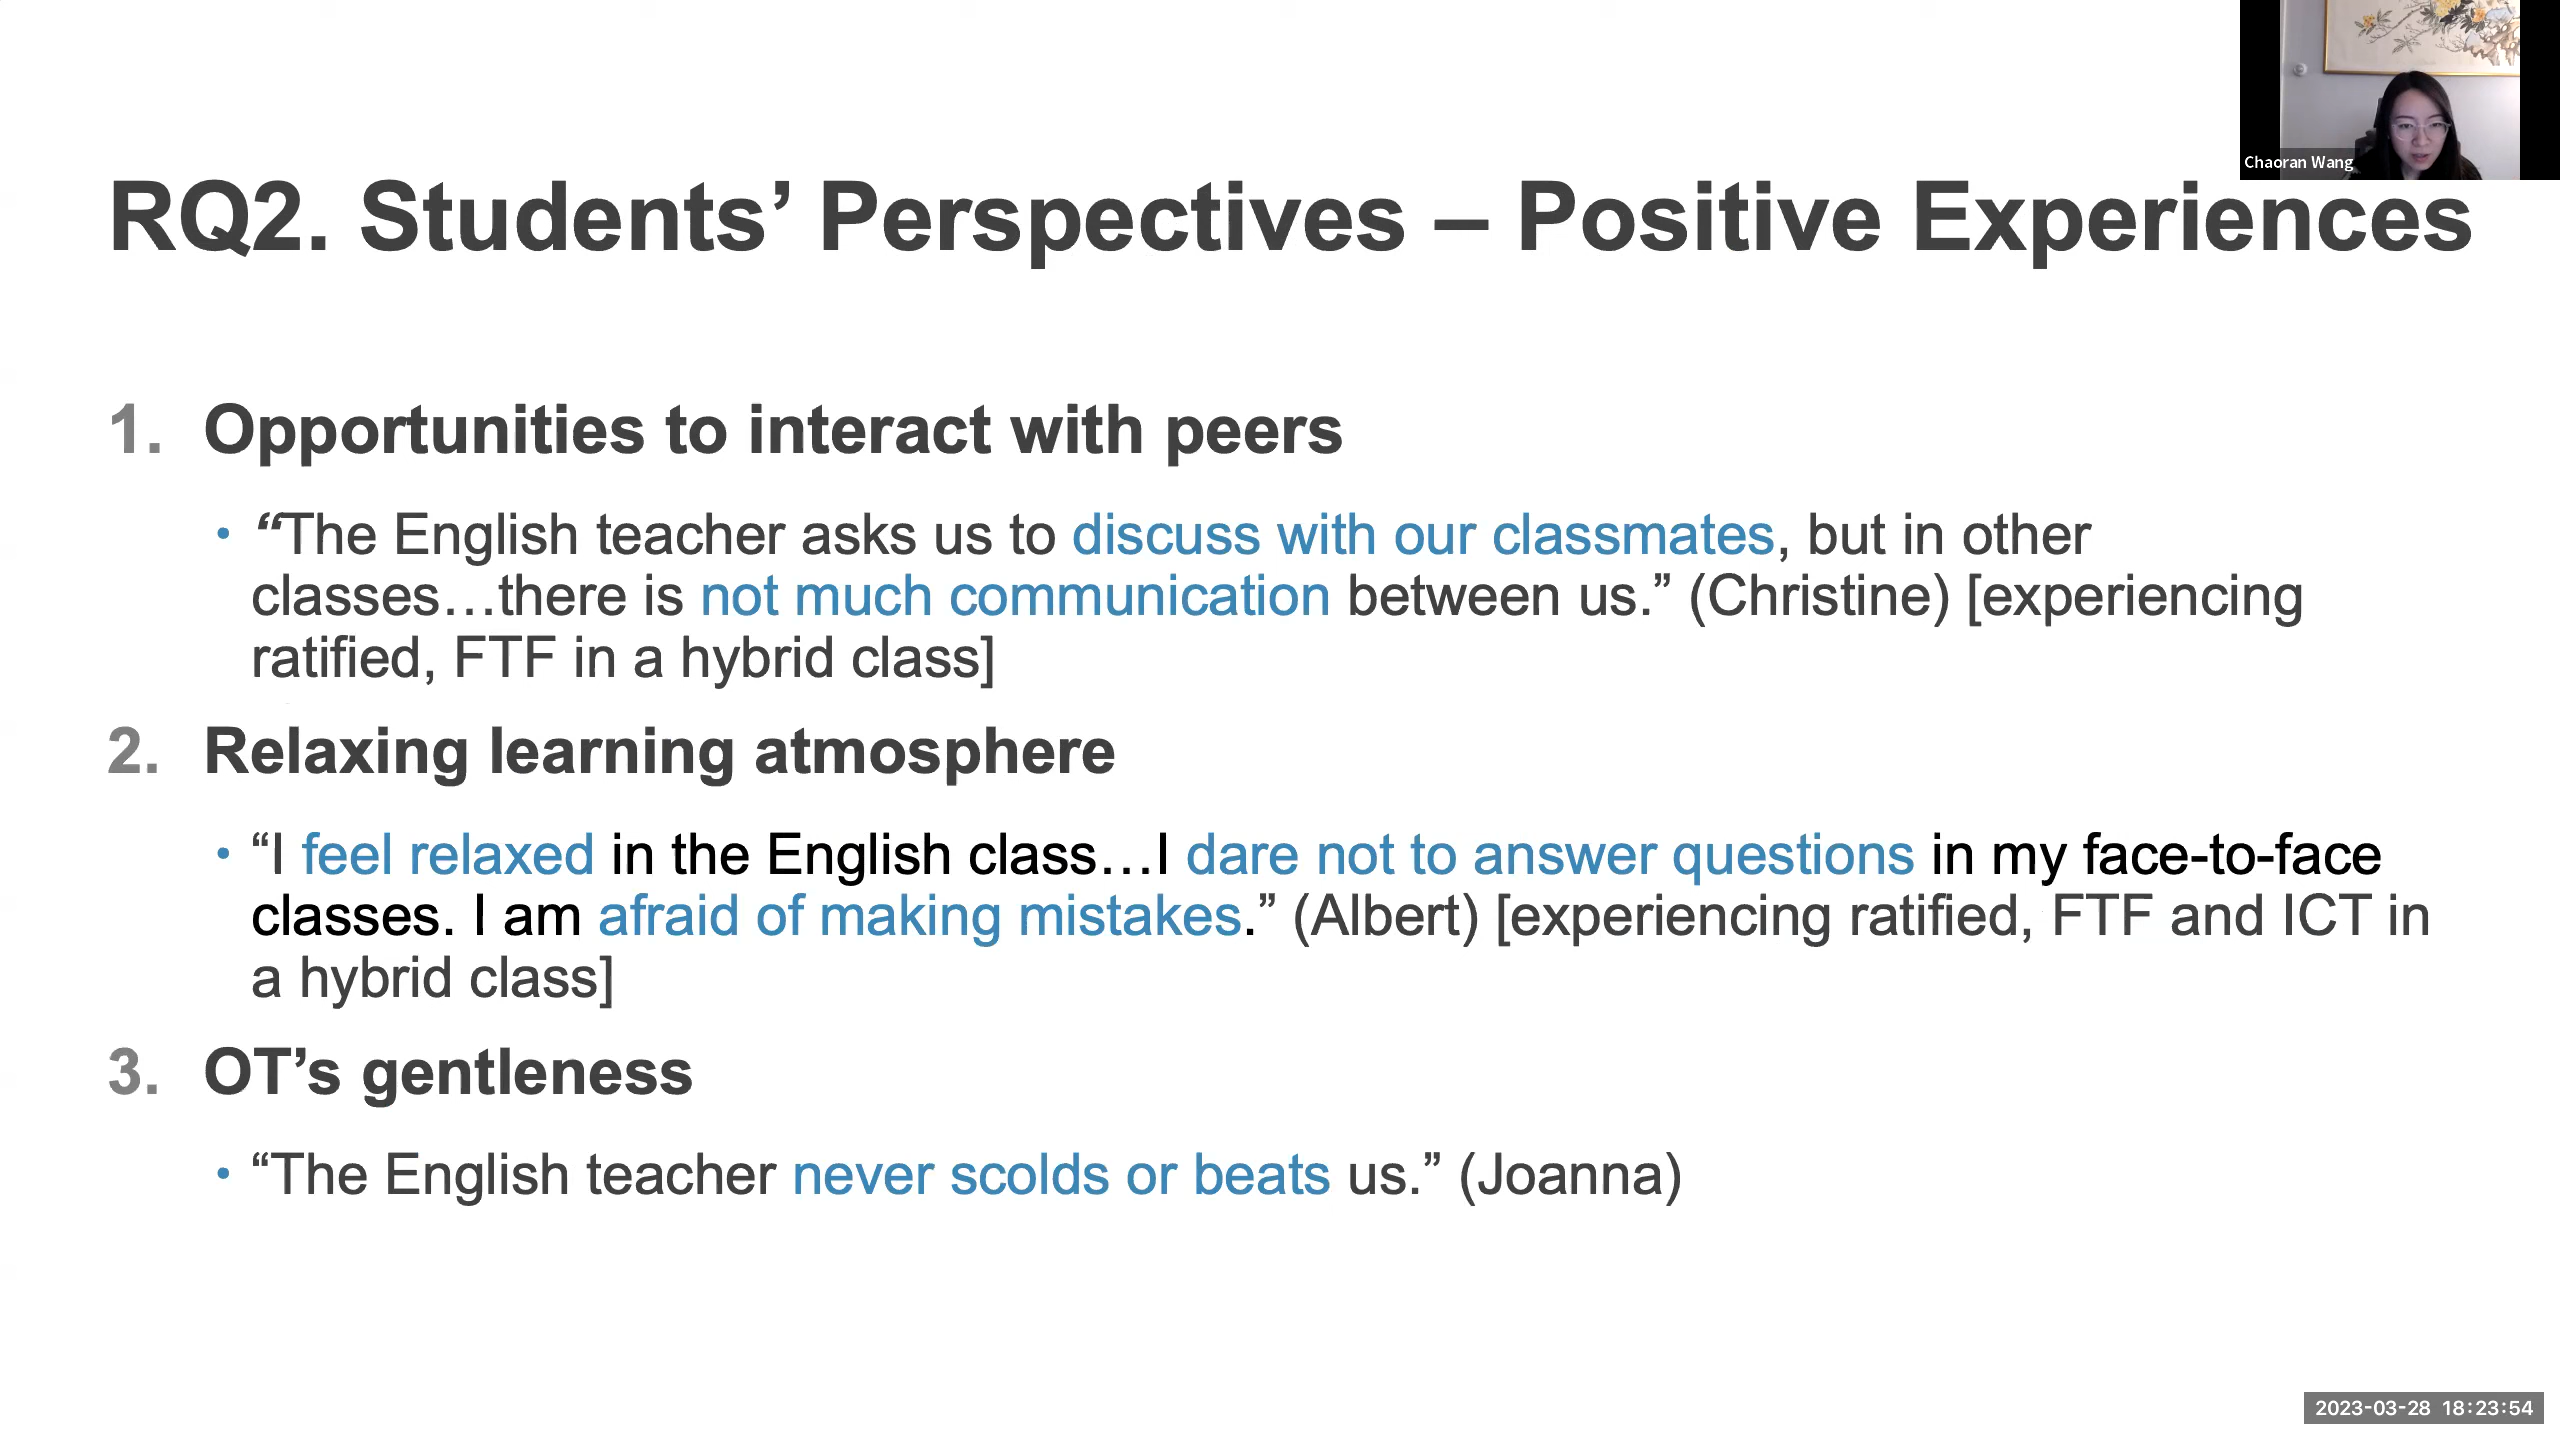 Chaoran Wang
RQ2. Students’ Perspectives – Positive Experiences
1. Opportunities to interact with peers
• “The English teacher asks us to discuss with our classmates, but in other
classes…there is not much communication between us.” (Christine) [experiencing
ratified, FTF in a hybrid class]
2. Relaxing learning atmosphere
• “I feel relaxed in the English class…I dare not to answer questions in my face-to-face
classes. I am afraid of making mistakes.” (Albert) [experiencing ratified, FTF and ICT in
a hybrid class]
3. OT’s gentleness
• “The English teacher never scolds or beats us.” (Joanna)
2023-03-28 18:23:54